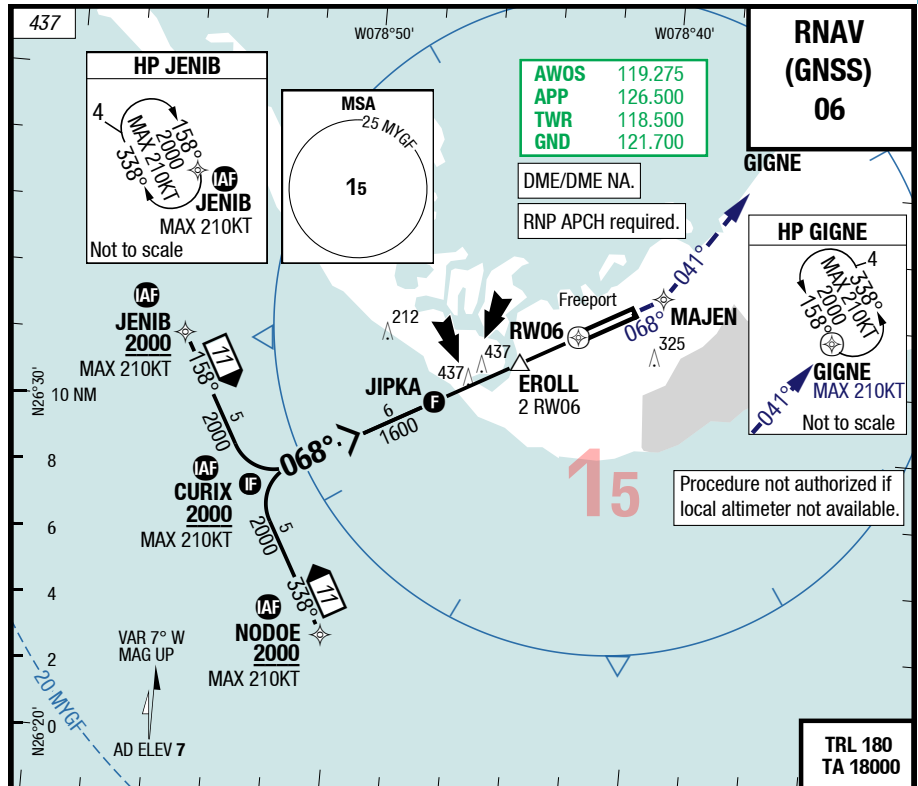 437
W078°50'
W078°40'
RNAV
(GNSS)
06
HP JENIB
4
158°
2000
MAX 210KT
338°
IAF
JENIB
MAX 210KT
Not to scale
MSA
25 MYGF
15
AWOS 119.275
APP 126.500
TWR 118.500
GND 121.700
DME/DME NA.
RNP APCH required.
GIGNE
HP GIGNE
4
338°
MAX 210KT
2000
158°
GIGNE
MAX 210KT
041°
Not to scale
041°
Freeport
RW06
068°
MAJEN
325
212
437
437
EROLL
2 RW06
JIPKA
F
6
1600
IAF
JENIB
2000
MAX 210KT
11
158°
5
2000
068°
IAF
IF
CURIX
2000
MAX 210KT
5
2000
338°
11
IAF
NODOE
2000
MAX 210KT
15
Procedure not authorized if
local altimeter not available.
N26°30'
10 NM
8
6
4
2
0
N26°20'
VAR 7° W
MAG UP
20 MYGF
AD ELEV 7
TRL 180
TA 18000